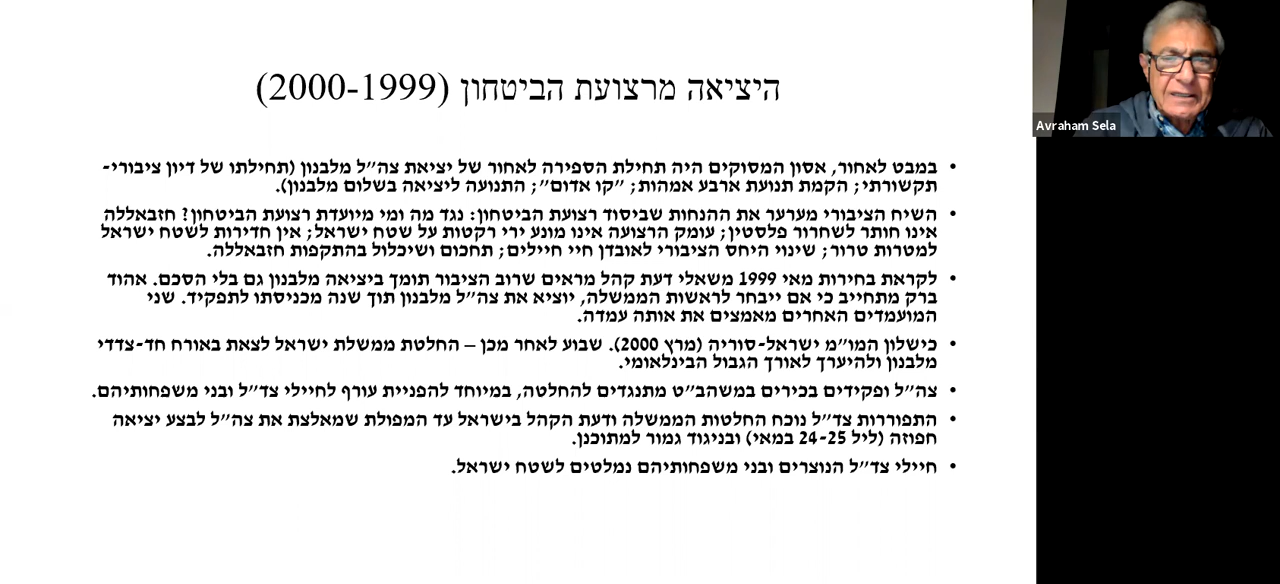 היציאה מרצועת הביטחון (2000-1999)
• במבט לאחור, אסון המסוקים היה תחילת הספירה לאחור של יציאת צה"ל מלבנון (תחילתו של דיון ציבורי-
תקשורתי; הקמת תנועת ארבע אמהות; "קו אדום"; התנועה ליציאה בשלום מלבנון).
• השיח הציבורי מערער את ההנחות שביסוד רצועת הביטחון: נגד מה ומי מיועדת רצועת הביטחון? חזבאללה
אינו חותר לשחרור פלסטין; עומק הרצועה אינו מונע ירי רקטות על שטח ישראל; אין חדירות לשטח ישראל
למטרות טרור; שינוי היחס הציבורי לאובדן חיי חיילים; תחכום ושיכלול בהתקפות חזבאללה.
• לקראת בחירות מאי 1999 משאלי דעת קהל מראים שרוב הציבור תומך ביציאה מלבנון גם בלי הסכם. אהוד
ברק מתחייב כי אם ייבחר לראשות הממשלה, יוציא את צה"ל מלבנון תוך שנה מכניסתו לתפקיד. שני
המועמדים האחרים מאמצים את אותה עמדה.
• כישלון המו"מ ישראל-סוריה (מרץ 2000). שבוע לאחר מכן – החלטת ממשלת ישראל לצאת באורח חד-צדדי
מלבנון ולהיערך לאורך הגבול הבינלאומי.
• צה"ל ופקידים בכירים במשהב"ט מתנגדים להחלטה, במיוחד להפניית עורף לחיילי צד"ל ובני משפחותיהם.
• התפוררות צד"ל נוכח החלטות הממשלה ודעת הקהל בישראל עד המפולת שמאלצת את צה"ל לבצע יציאה
חפוזה (ליל 24-25 במאי) ובניגוד גמור למתוכנן.
• חיילי צד"ל הנוצרים ובני משפחותיהם נמלטים לשטח ישראל.
Avraham Sela